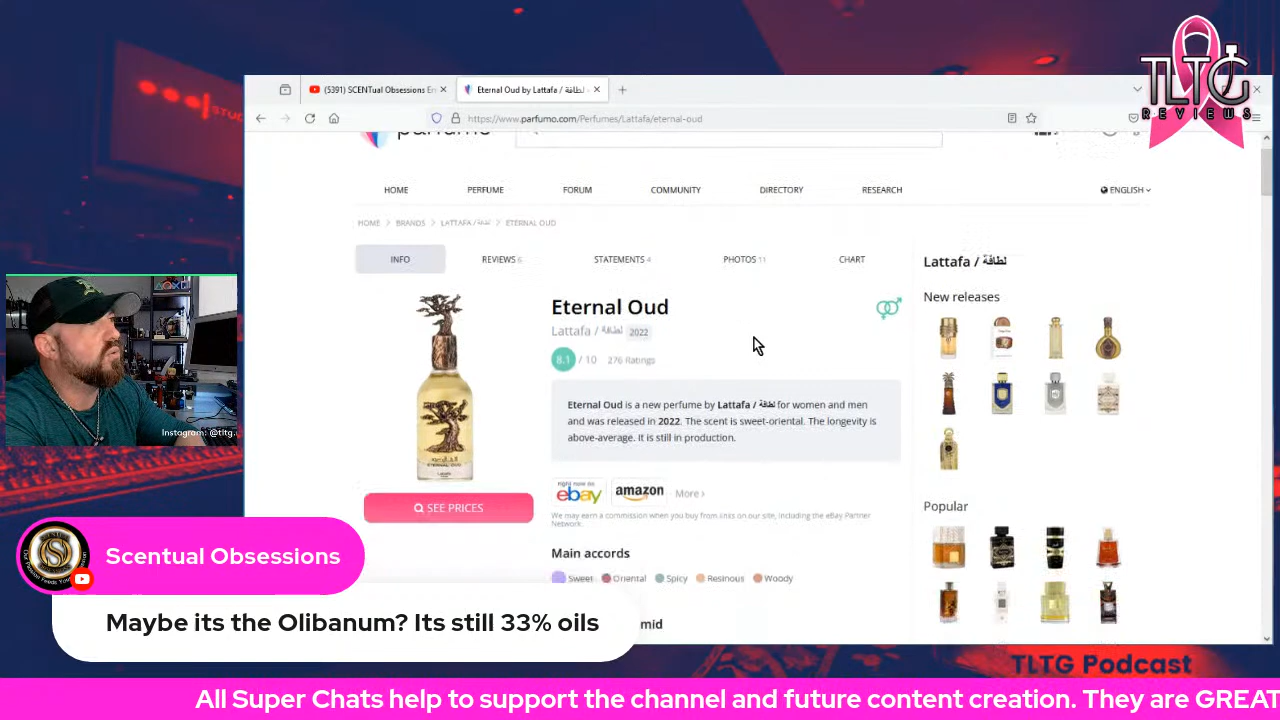 TLTG
REVIEWS
(5391) SCENTual Obsessions Em
Eternal Oud by Lattafa / لطافة
https://www.parfumo.com/Perfumes/Lattafa/eternal-oud
parfumo
HOME PERFUME FORUM COMMUNITY DIRECTORY RESEARCH ENGLISH
HOME > BRANDS > LATTAFA / لطافة > ETERNAL OUD
INFO REVIEWS 6 STATEMENTS 4 PHOTOS 11 CHART
Lattafa / لطافة
New releases
Eternal Oud
Lattafa / لطافة 2022
8.1 / 10 276 Ratings
Eternal Oud is a new perfume by Lattafa / لطافة for women and men
and was released in 2022. The scent is sweet-oriental. The longevity is
above-average. It is still in production.
ETERNAL OUD
SEE PRICES
right now on
ebay amazon More >
We may earn a commission when you buy from links on our site, including the eBay Partner
Network.
Popular
Main accords
Sweet Oriental Spicy Resinous Woody
mid
Instagram: @tltg.
Scentual Obsessions
Maybe its the Olibanum? Its still 33% oils
TLTG Podcast
All Super Chats help to support the channel and future content creation. They are GREAT